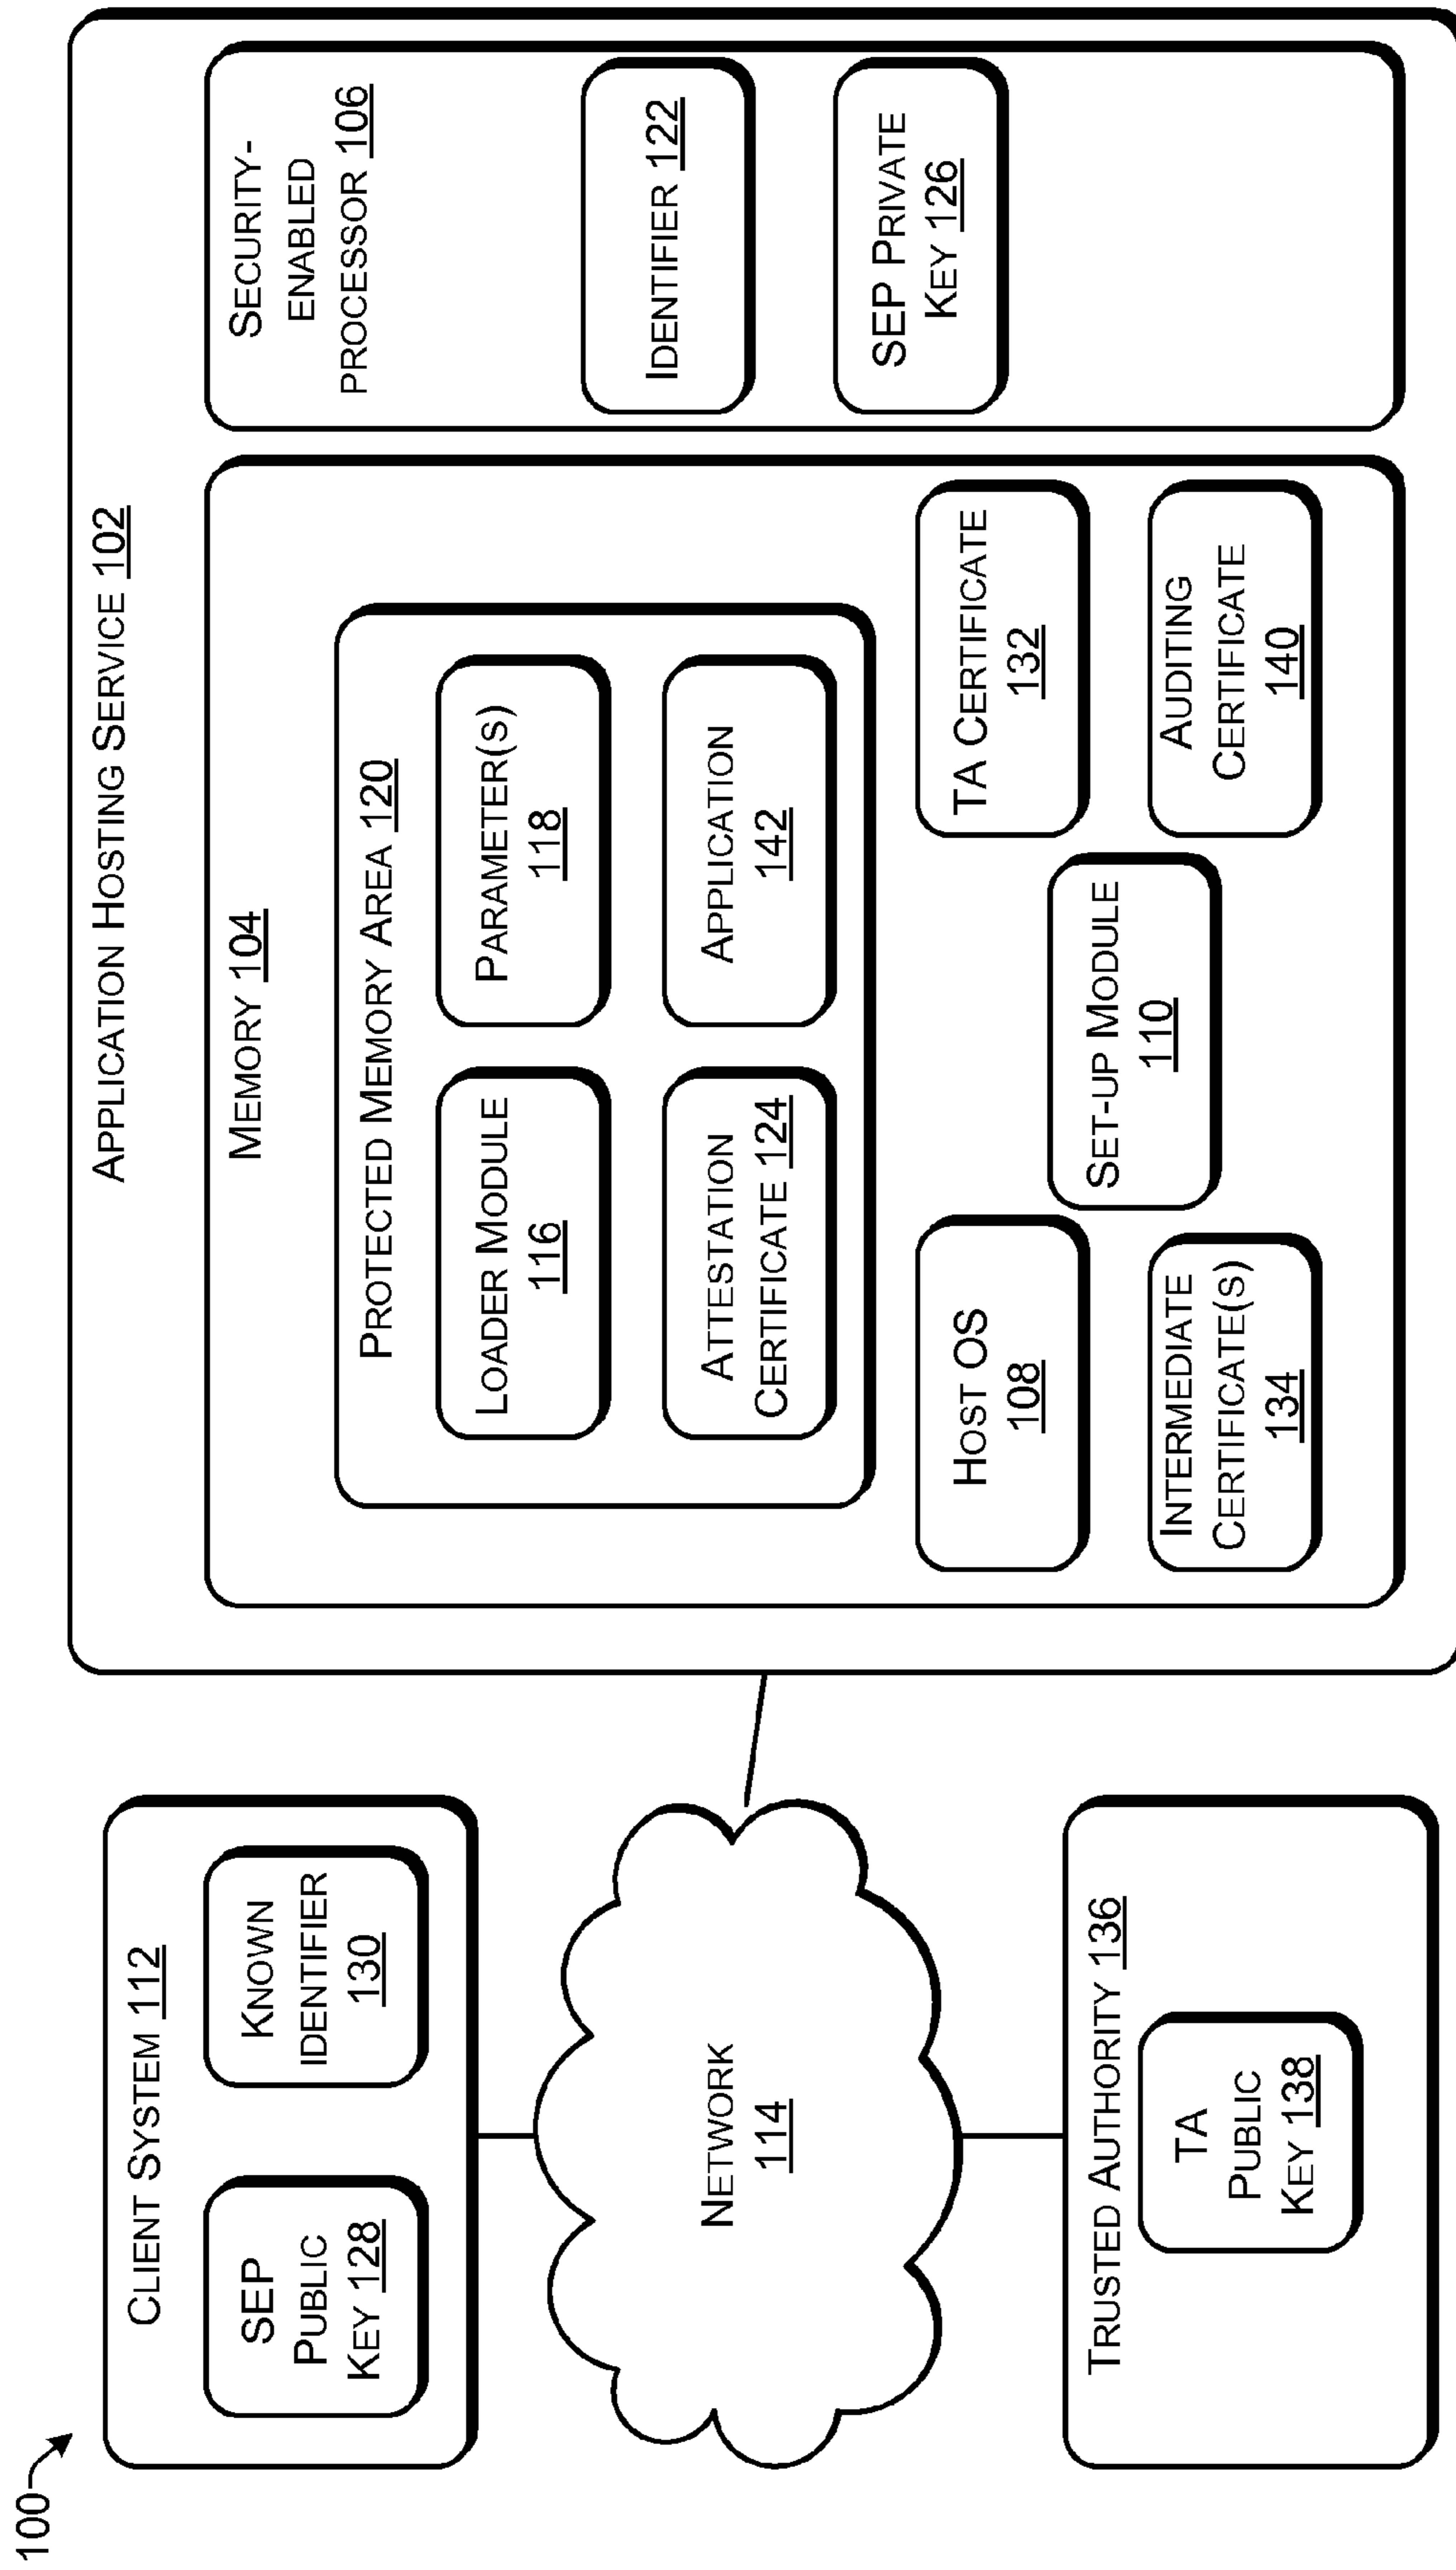 100
CLIENT SYSTEM 112
SEP
PUBLIC
KEY 128
KNOWN
IDENTIFIER
130
NETWORK
114
TRUSTED AUTHORITY 136
TA
PUBLIC
KEY 138
APPLICATION HOSTING SERVICE 102
MEMORY 104
PROTECTED MEMORY AREA 120
LOADER MODULE
116
PARAMETER(S)
118
ATTESTATION
CERTIFICATE 124
APPLICATION
142
HOST OS
108
TA CERTIFICATE
132
SET-UP MODULE
110
INTERMEDIATE
CERTIFICATE(S)
134
AUDITING
CERTIFICATE
140
SECURITY-
ENABLED
PROCESSOR 106
IDENTIFIER 122
SEP PRIVATE
KEY 126